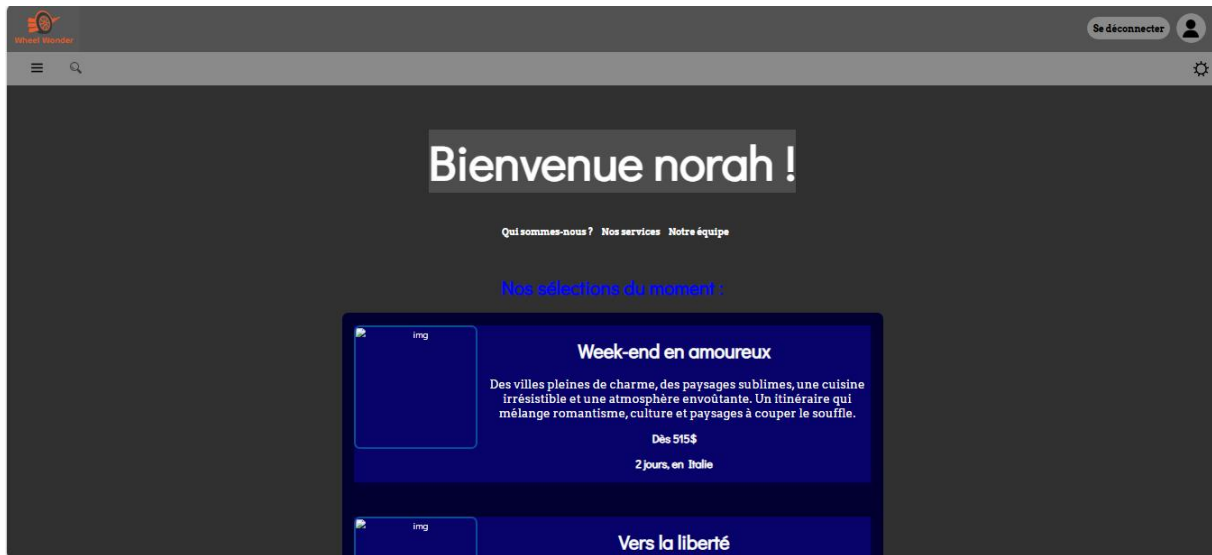 Wheel Wonder
Se déconnecter
Bienvenue norah !
Qui sommes-nous ? Nos services Notre équipe
Nos sélections du moment :
img
Week-end en amoureux
Des villes pleines de charme, des paysages sublimes, une cuisine
irrésistible et une atmosphère envoûtante. Un itinéraire qui
mélange romantisme, culture et paysages à couper le souffle.
Dès 515$
2 jours, en Italie
img
Vers la liberté